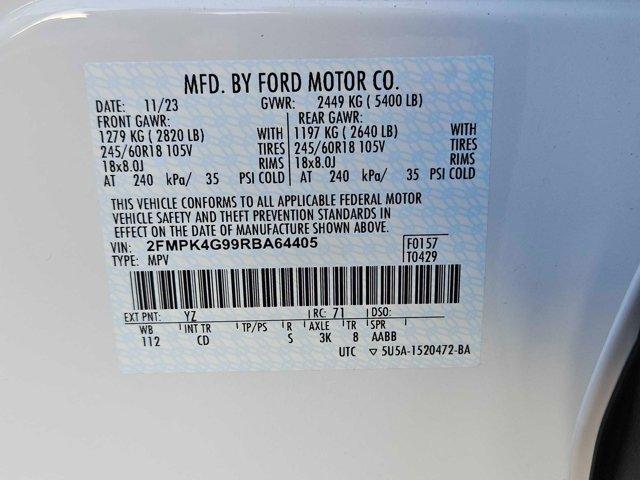 MFD. BY FORD MOTOR CO.
DATE: 11/23 GVWR: 2449 KG ( 5400 LB)
FRONT GAWR: REAR GAWR:
1279 KG ( 2820 LB) WITH 1197 KG ( 2640 LB) WITH
245/60R18 105V TIRES 245/60R18 105V TIRES
18x8.0J RIMS 18x8.0J RIMS
AT 240 kPa/ 35 PSI COLD AT 240 kPa/ 35 PSI COLD
THIS VEHICLE CONFORMS TO ALL APPLICABLE FEDERAL MOTOR
VEHICLE SAFETY AND THEFT PREVENTION STANDARDS IN
EFFECT ON THE DATE OF MANUFACTURE SHOWN ABOVE.
VIN: 2FMPK4G99RBA64405 F0157
TYPE: MPV T0429
EXT PNT: YZ RC: 71 DSO:
WB INT TR TP/PS R AXLE TR SPR
112 CD S 3K 8 AABB
UTC ▽ 5U5A-1520472-BA